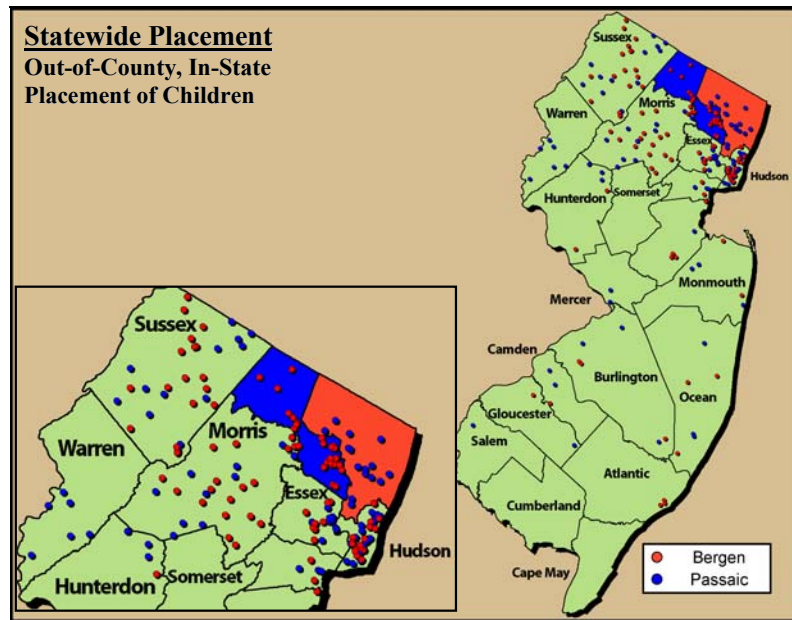 Statewide Placement
Out-of-County, In-State
Placement of Children
Sussex
Morris
Warren
Essex
Hudson
Hunterdon
Somerset
Mercer
Monmouth
Camden
Burlington
Ocean
Gloucester
Salem
Atlantic
Cumberland
Cape May
Sussex
Morris
Warren
Essex
Hudson
Hunterdon
Somerset
Bergen
Passaic